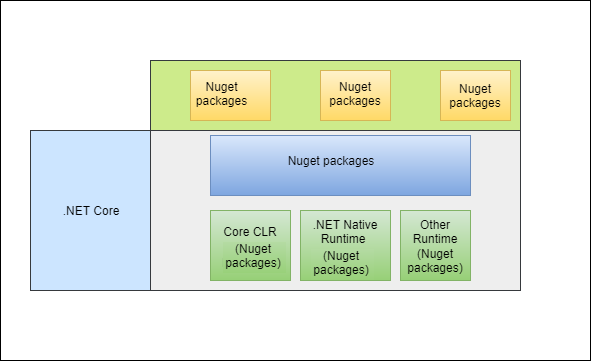 Nuget
packages
Nuget
packages
Nuget
packages
.NET Core
Nuget packages
Core CLR
(Nuget
packages)
.NET Native
Runtime
(Nuget
packages)
Other
Runtime
(Nuget
packages)